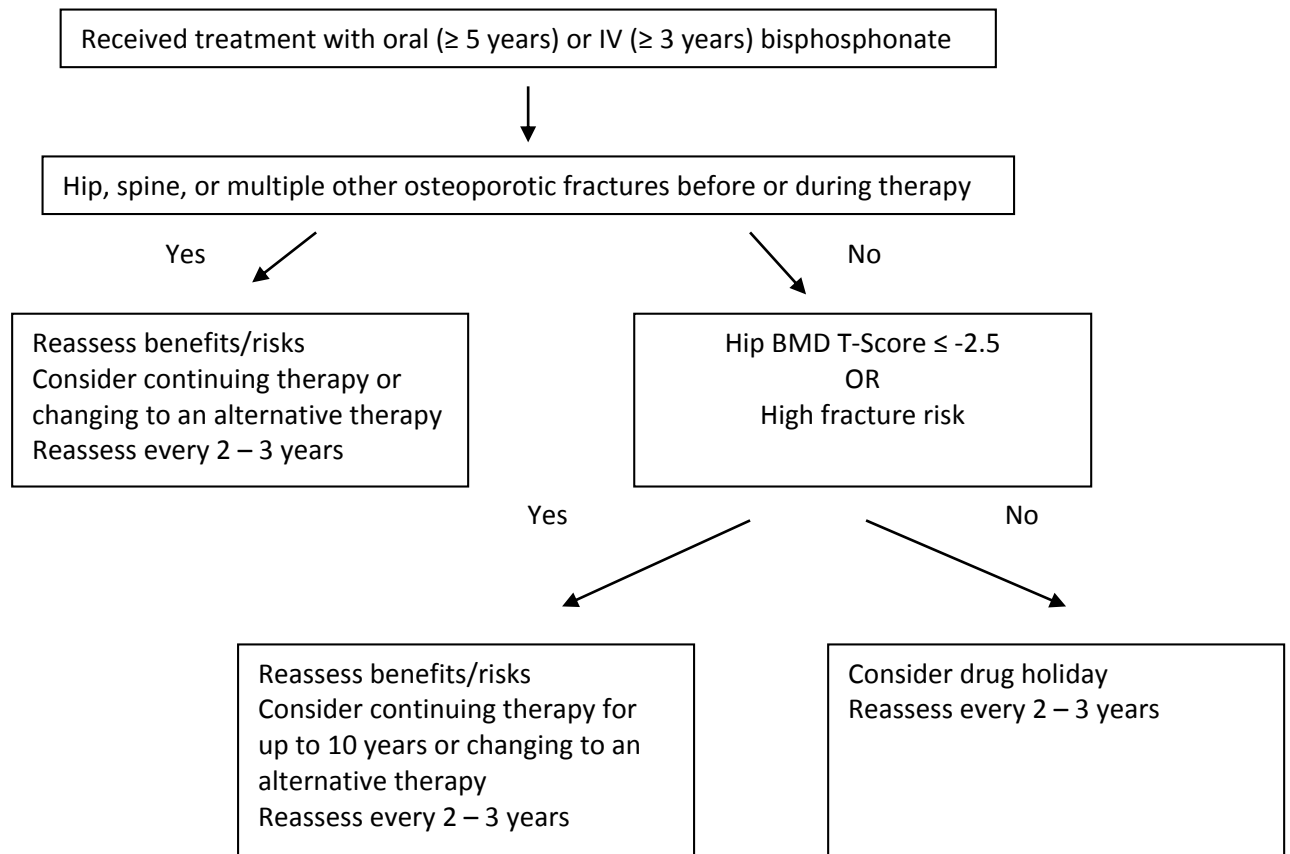 Received treatment with oral (≥ 5 years) or IV (≥ 3 years) bisphosphonate
Hip, spine, or multiple other osteoporotic fractures before or during therapy
Yes
No
Reassess benefits/risks
Consider continuing therapy or
changing to an alternative therapy
Reassess every 2 – 3 years
Hip BMD T-Score ≤ -2.5
OR
High fracture risk
Yes
No
Reassess benefits/risks
Consider continuing therapy for
up to 10 years or changing to an
alternative therapy
Reassess every 2 – 3 years
Consider drug holiday
Reassess every 2 – 3 years